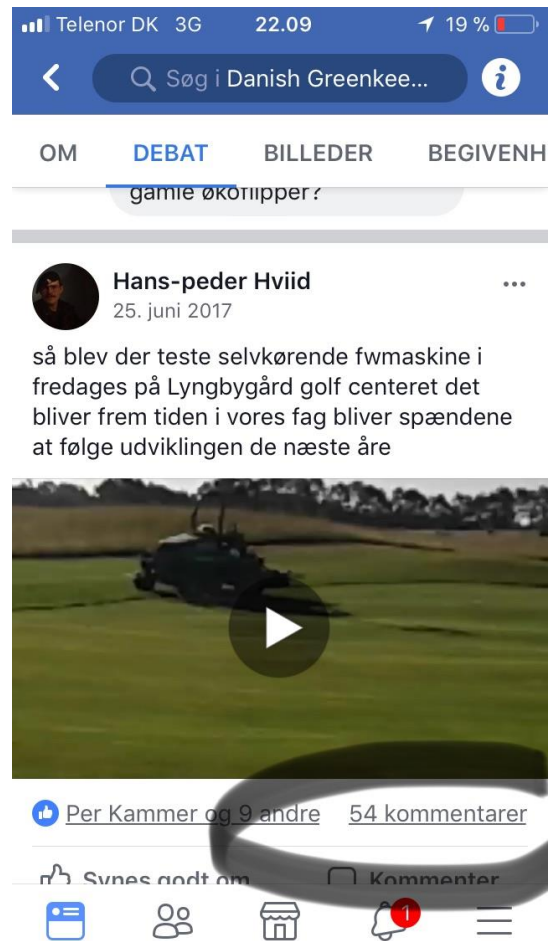 Telenor DK 3G 22.09 19 %
Søg i Danish Greenkee...
OM DEBAT BILLEDER BEGIVENH
gamle økoflipper?
Hans-peder Hviid
25. juni 2017
så blev der teste selvkørende fwmaskine i
fredages på Lyngbygård golf centeret det
bliver frem tiden i vores fag bliver spændene
at følge udviklingen de næste åre
Per Kammer og 9 andre 54 kommentarer
Synes godt om Kommenter
1